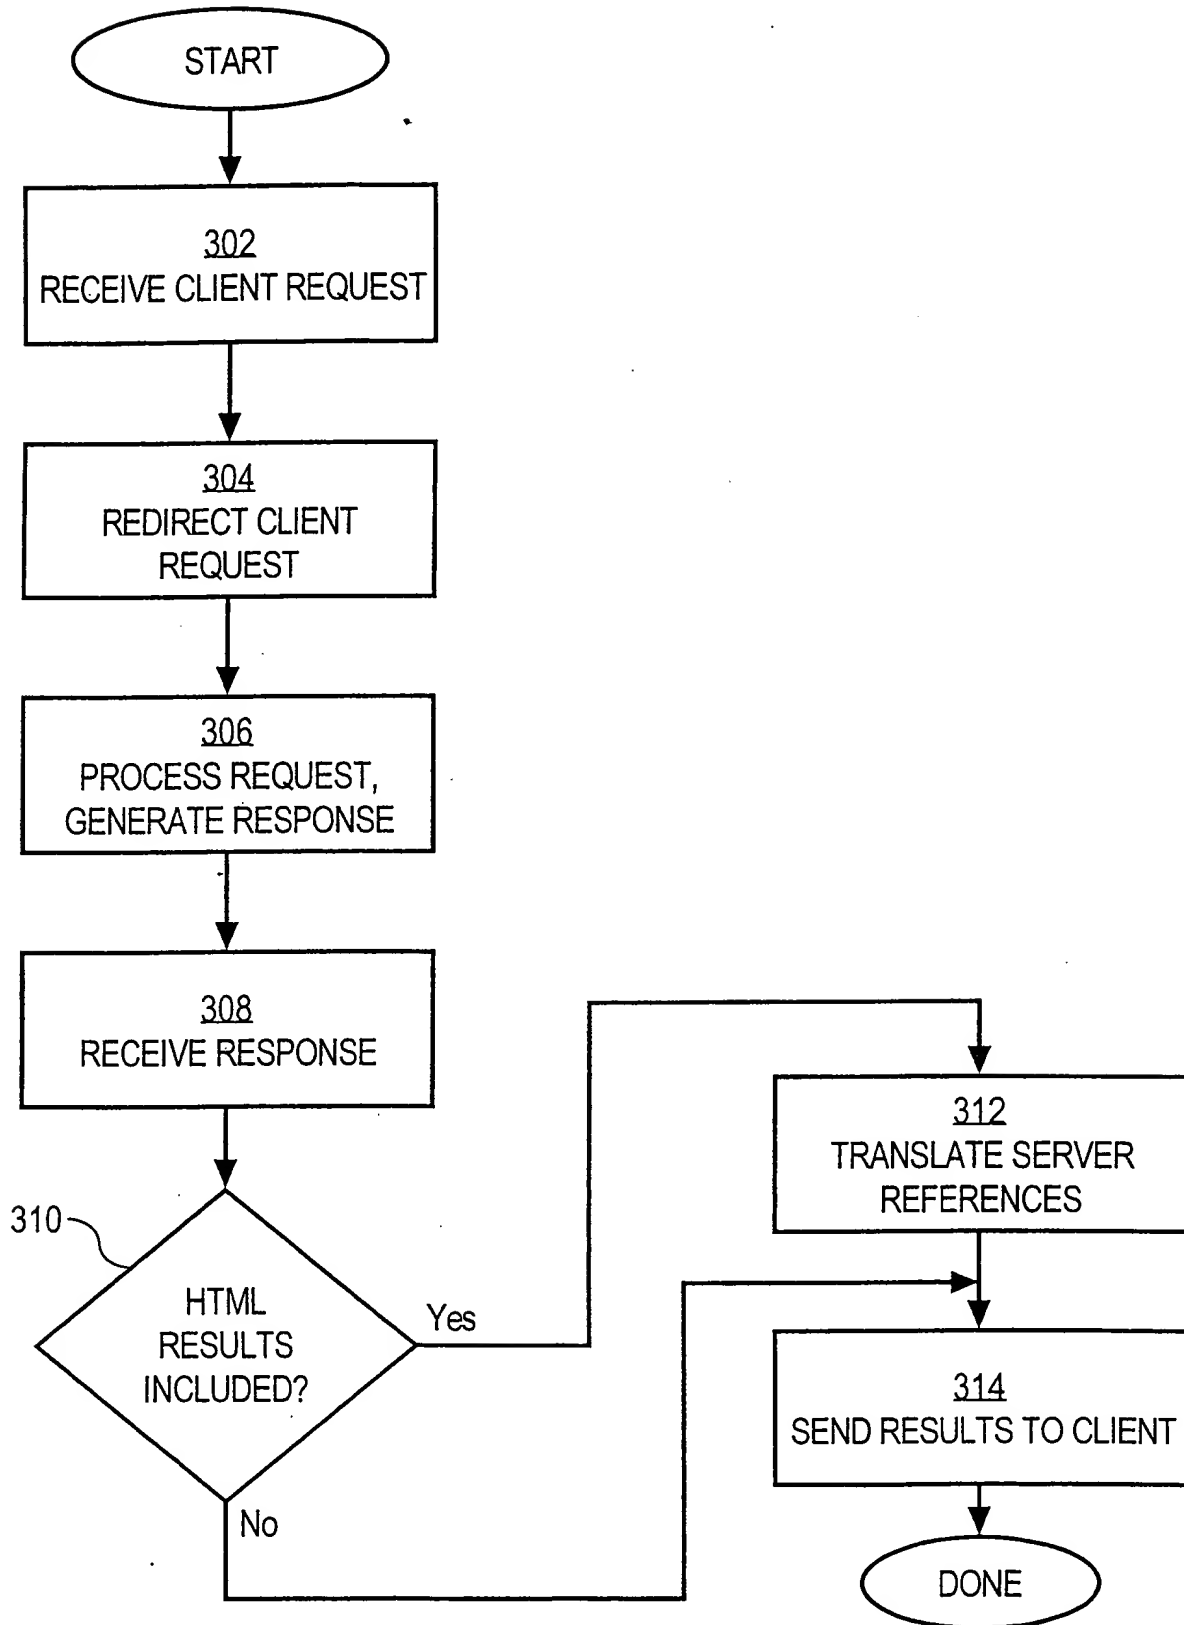 START
302
RECEIVE CLIENT REQUEST
304
REDIRECT CLIENT
REQUEST
306
PROCESS REQUEST,
GENERATE RESPONSE
308
RECEIVE RESPONSE
310
HTML
RESULTS
INCLUDED?
Yes
No
312
TRANSLATE SERVER
REFERENCES
314
SEND RESULTS TO CLIENT
DONE